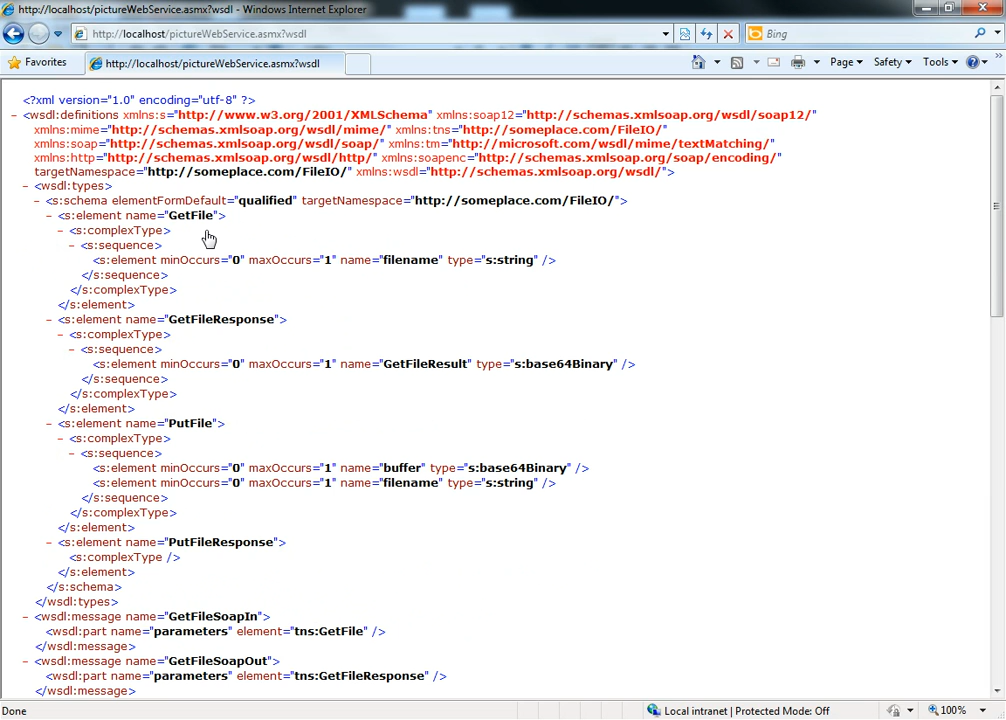 http://localhost/pictureWebService.asmx?wsdl - Windows Internet Explorer
http://localhost/pictureWebService.asmx?wsdl
Bing
Favorites
http://localhost/pictureWebService.asmx?wsdl
Page
Safety
Tools
<?xml version="1.0" encoding="utf-8" ?>
- <wsdl:definitions xmlns:s="http://www.w3.org/2001/XMLSchema" xmlns:soap12="http://schemas.xmlsoap.org/wsdl/soap12/"
xmlns:mime="http://schemas.xmlsoap.org/wsdl/mime/" xmlns:tns="http://someplace.com/FileIO/"
xmlns:soap="http://schemas.xmlsoap.org/wsdl/soap/" xmlns:tm="http://microsoft.com/wsdl/mime/textMatching/"
xmlns:http="http://schemas.xmlsoap.org/wsdl/http/" xmlns:soapenc="http://schemas.xmlsoap.org/soap/encoding/"
targetNamespace="http://someplace.com/FileIO/" xmlns:wsdl="http://schemas.xmlsoap.org/wsdl/">
- <wsdl:types>
- <s:schema elementFormDefault="qualified" targetNamespace="http://someplace.com/FileIO/">
- <s:element name="GetFile">
- <s:complexType>
- <s:sequence>
<s:element minOccurs="0" maxOccurs="1" name="filename" type="s:string" />
</s:sequence>
</s:complexType>
</s:element>
- <s:element name="GetFileResponse">
- <s:complexType>
- <s:sequence>
<s:element minOccurs="0" maxOccurs="1" name="GetFileResult" type="s:base64Binary" />
</s:sequence>
</s:complexType>
</s:element>
- <s:element name="PutFile">
- <s:complexType>
- <s:sequence>
<s:element minOccurs="0" maxOccurs="1" name="buffer" type="s:base64Binary" />
<s:element minOccurs="0" maxOccurs="1" name="filename" type="s:string" />
</s:sequence>
</s:complexType>
</s:element>
- <s:element name="PutFileResponse">
<s:complexType />
</s:element>
</s:schema>
</wsdl:types>
- <wsdl:message name="GetFileSoapIn">
<wsdl:part name="parameters" element="tns:GetFile" />
</wsdl:message>
- <wsdl:message name="GetFileSoapOut">
<wsdl:part name="parameters" element="tns:GetFileResponse" />
</wsdl:message>
Done
Local intranet | Protected Mode: Off
100%